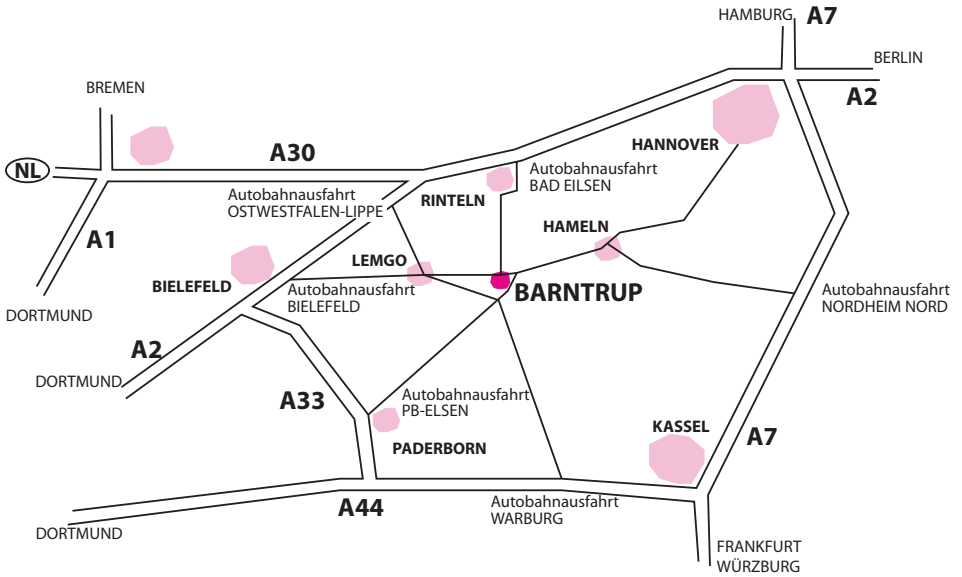 HAMBURG
A7
BERLIN
A2
BREMEN
HANNOVER
A30
NL
Autobahnausfahrt
BAD EILSEN
Autobahnausfahrt
OSTWESTFALEN-LIPPE
RINTELN
HAMELN
A1
LEMGO
BIELEFELD
Autobahnausfahrt
BIELEFELD
BARNTRUP
Autobahnausfahrt
NORDHEIM NORD
DORTMUND
A2
DORTMUND
A33
Autobahnausfahrt
PB-ELSEN
PADERBORN
KASSEL
A7
A44
Autobahnausfahrt
WARBURG
DORTMUND
FRANKFURT
WÜRZBURG